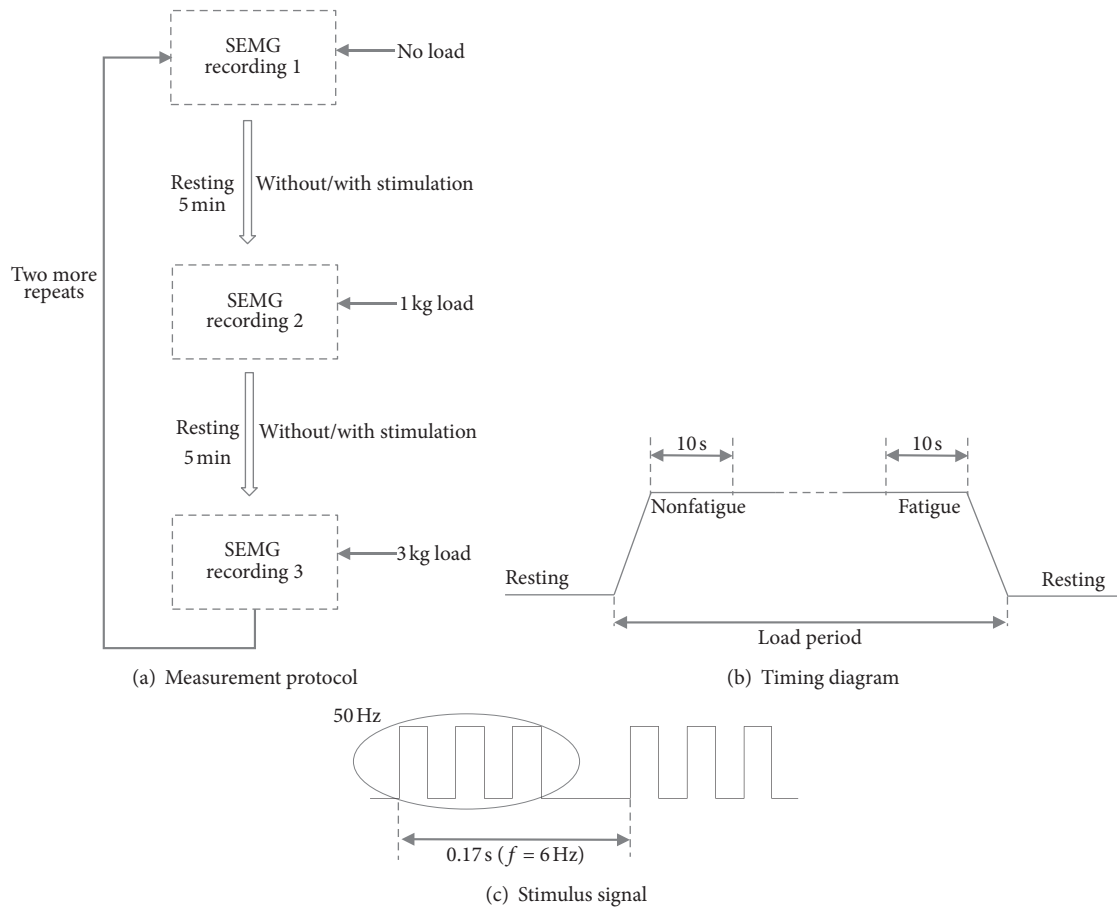 SEMG
recording 1
No load
Resting
5 min
Without/with stimulation
Two more
repeats
SEMG
recording 2
1 kg load
Resting
5 min
Without/with stimulation
SEMG
recording 3
3 kg load
(a) Measurement protocol
10 s
10 s
Nonfatigue
Fatigue
Resting
Resting
Load period
(b) Timing diagram
50 Hz
0.17 s (f = 6 Hz)
(c) Stimulus signal